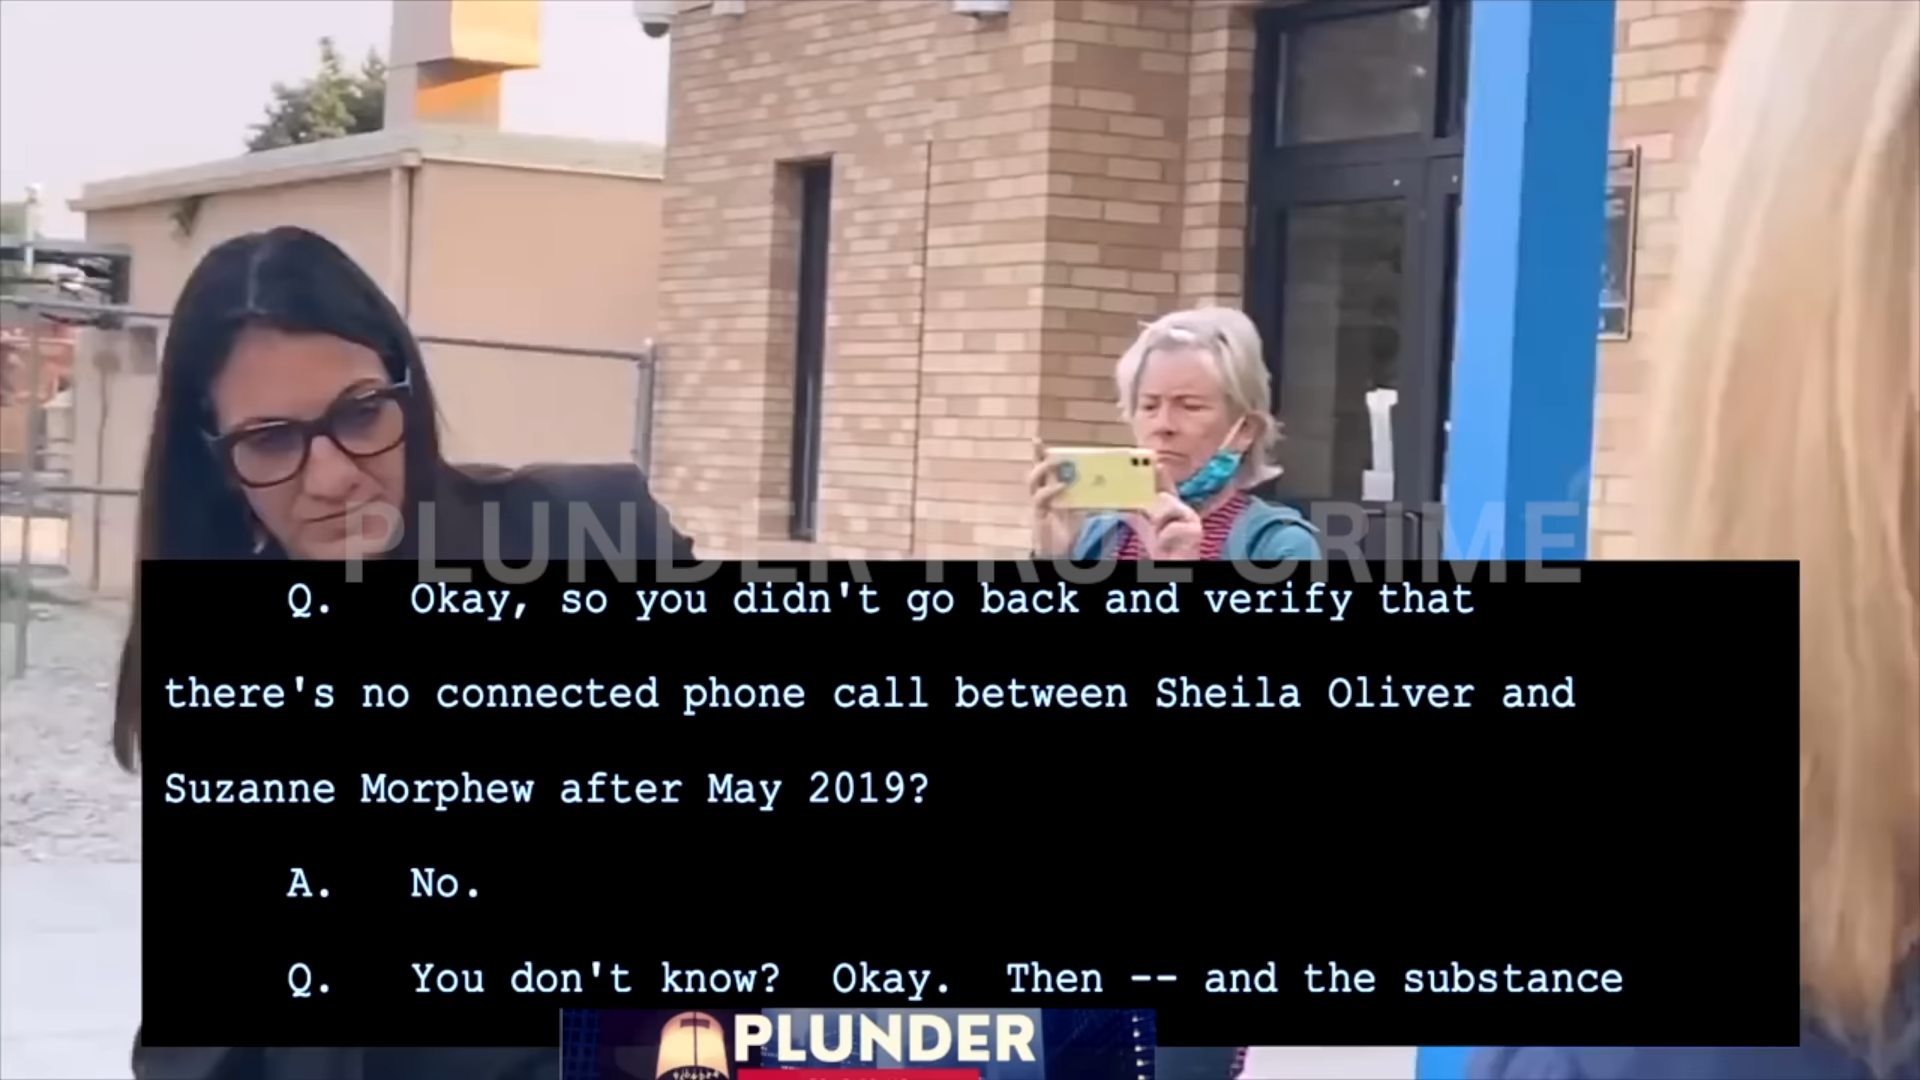 PLUNDER TRUE CRIME
Q. Okay, so you didn't go back and verify that
there's no connected phone call between Sheila Oliver and
Suzanne Morphew after May 2019?
A. No.
Q. You don't know? Okay. Then -- and the substance
PLUNDER